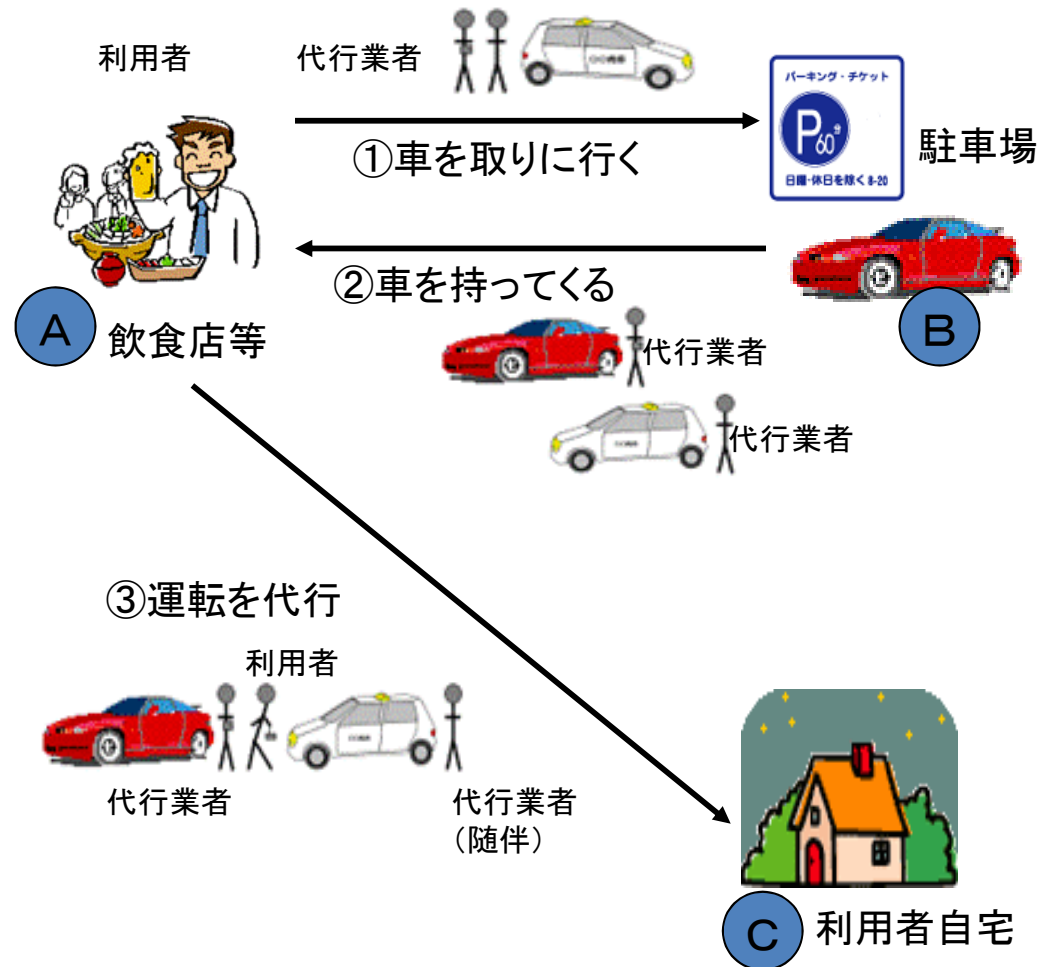 利用者
代行業者
パーキング・チケット
P60分
日曜・休日を除く8-20
駐車場
①車を取りに行く
②車を持ってくる
A
飲食店等
B
代行業者
代行業者
③運転を代行
利用者
代行業者
代行業者
（随伴）
C
利用者自宅